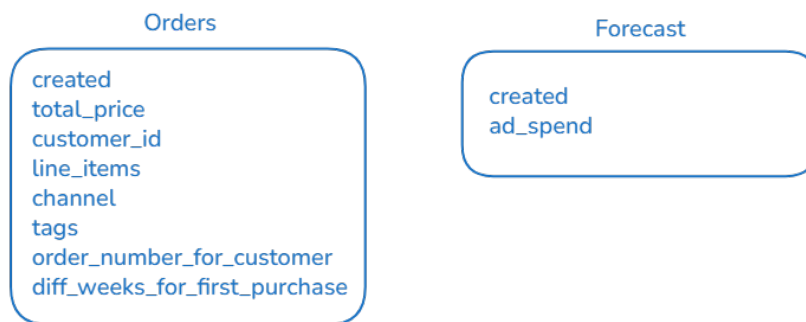 Orders
created
total_price
customer_id
line_items
channel
tags
order_number_for_customer
diff_weeks_for_first_purchase
Forecast
created
ad_spend